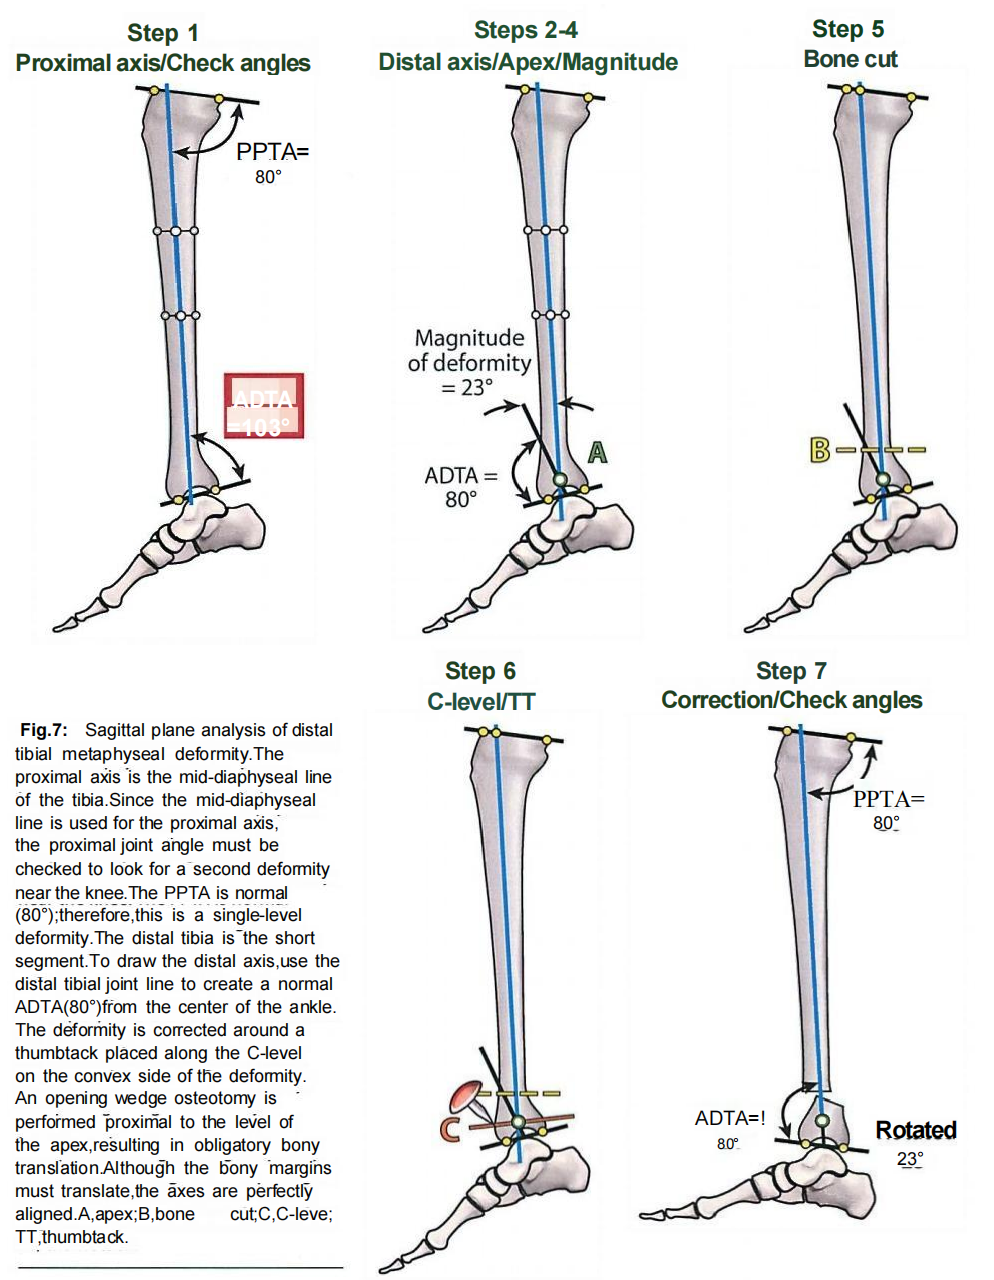 Step 1
Proximal axis/Check angles
PPTA=
80°
ADTA
=103°
Steps 2-4
Distal axis/Apex/Magnitude
Magnitude
of deformity
= 23°
ADTA =
80°
A
Step 5
Bone cut
B
Step 6
C-level/TT
C
Step 7
Correction/Check angles
PPTA=
80°
ADTA=!
80°
Rotated
23°
Fig.7: Sagittal plane analysis of distal
tibial metaphyseal deformity.The
proximal axis is the mid-diaphyseal line
of the tibia.Since the mid-diaphyseal
line is used for the proximal axis,
the proximal joint angle must be
checked to look for a second deformity
near the knee.The PPTA is normal
(80°);therefore,this is a single-level
deformity.The distal tibia is the short
segment.To draw the distal axis,use the
distal tibial joint line to create a normal
ADTA(80°)from the center of the ankle.
The deformity is corrected around a
thumbtack placed along the C-level
on the convex side of the deformity.
An opening wedge osteotomy is
performed proximal to the level of
the apex,resulting in obligatory bony
translation.Although the bony margins
must translate,the axes are perfectly
aligned.A,apex;B,bone cut;C,C-leve;
TT,thumbtack.